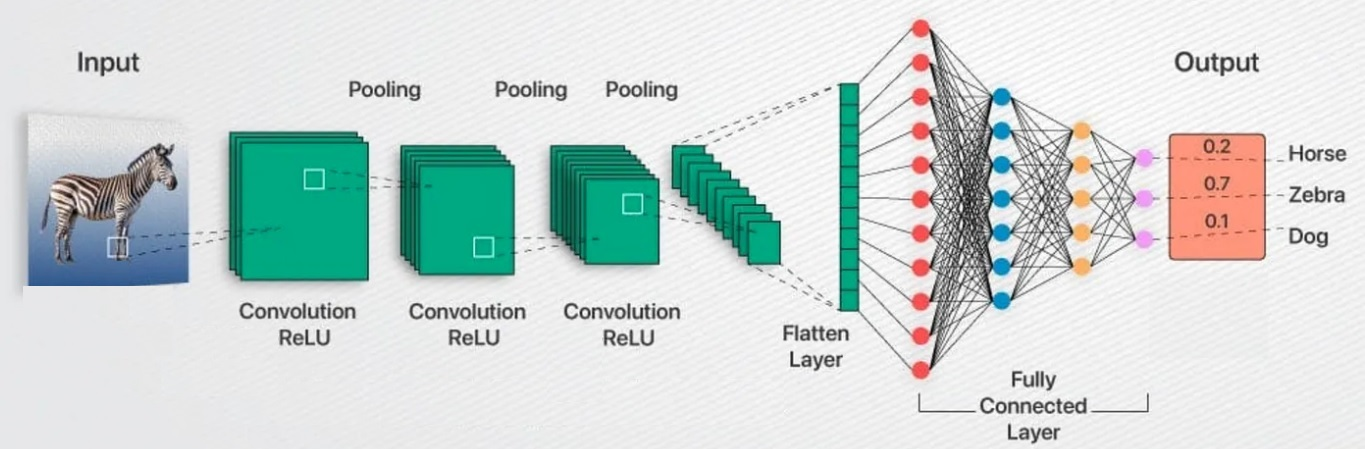 Input
Pooling
Pooling
Pooling
Output
0.2
Horse
0.7
Zebra
0.1
Dog
Convolution
ReLU
Convolution
ReLU
Convolution
ReLU
Flatten
Layer
Fully
Connected
Layer